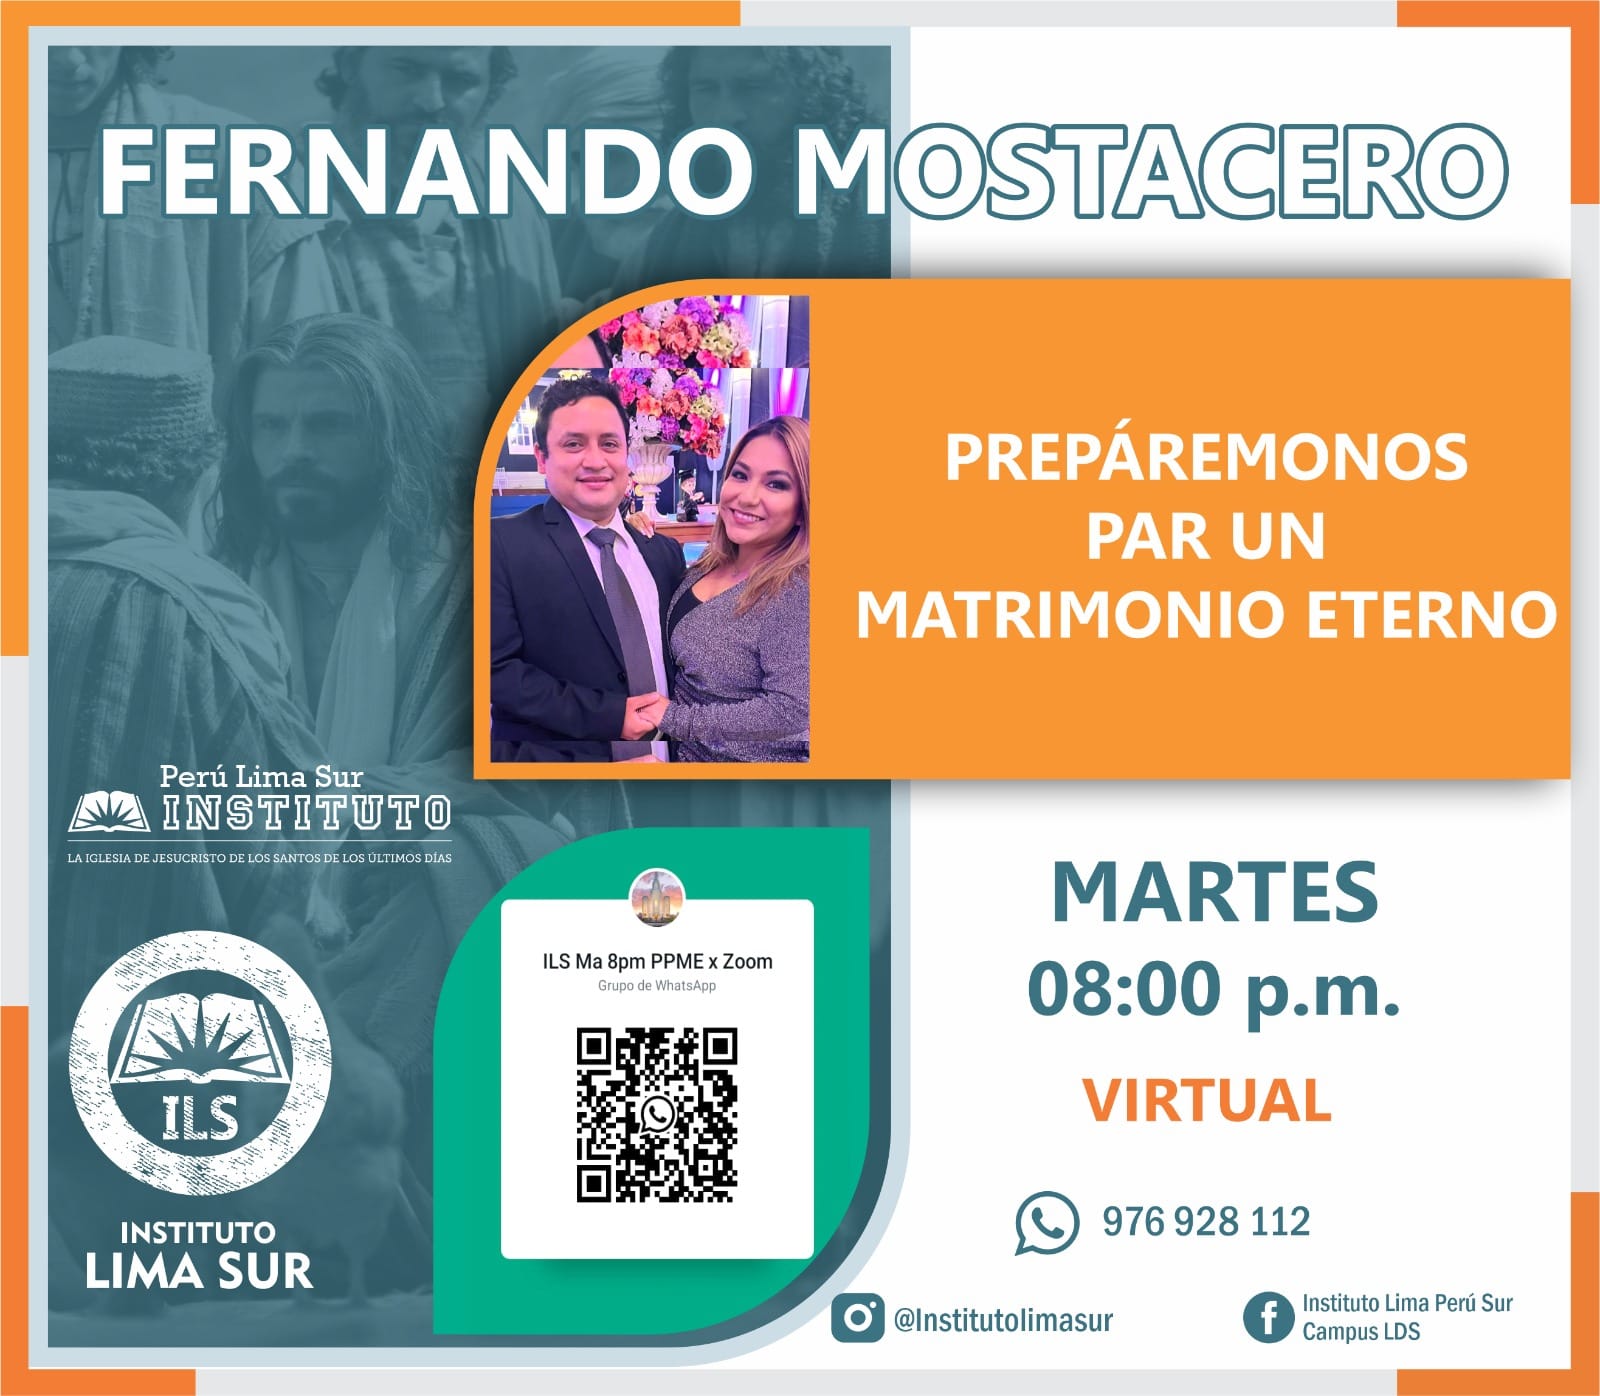 FERNANDO MOSTACERO
PREPÁREMONOS
PAR UN
MATRIMONIO ETERNO
Perú Lima Sur
INSTITUTO
LA IGLESIA DE JESUCRISTO DE LOS SANTOS DE LOS ÚLTIMOS DÍAS
ILS
INSTITUTO
LIMA SUR
ILS Ma 8pm PPME x Zoom
Grupo de WhatsApp
MARTES
08:00 p.m.
VIRTUAL
976 928 112
@Institutolimasur
Instituto Lima Perú Sur
Campus LDS